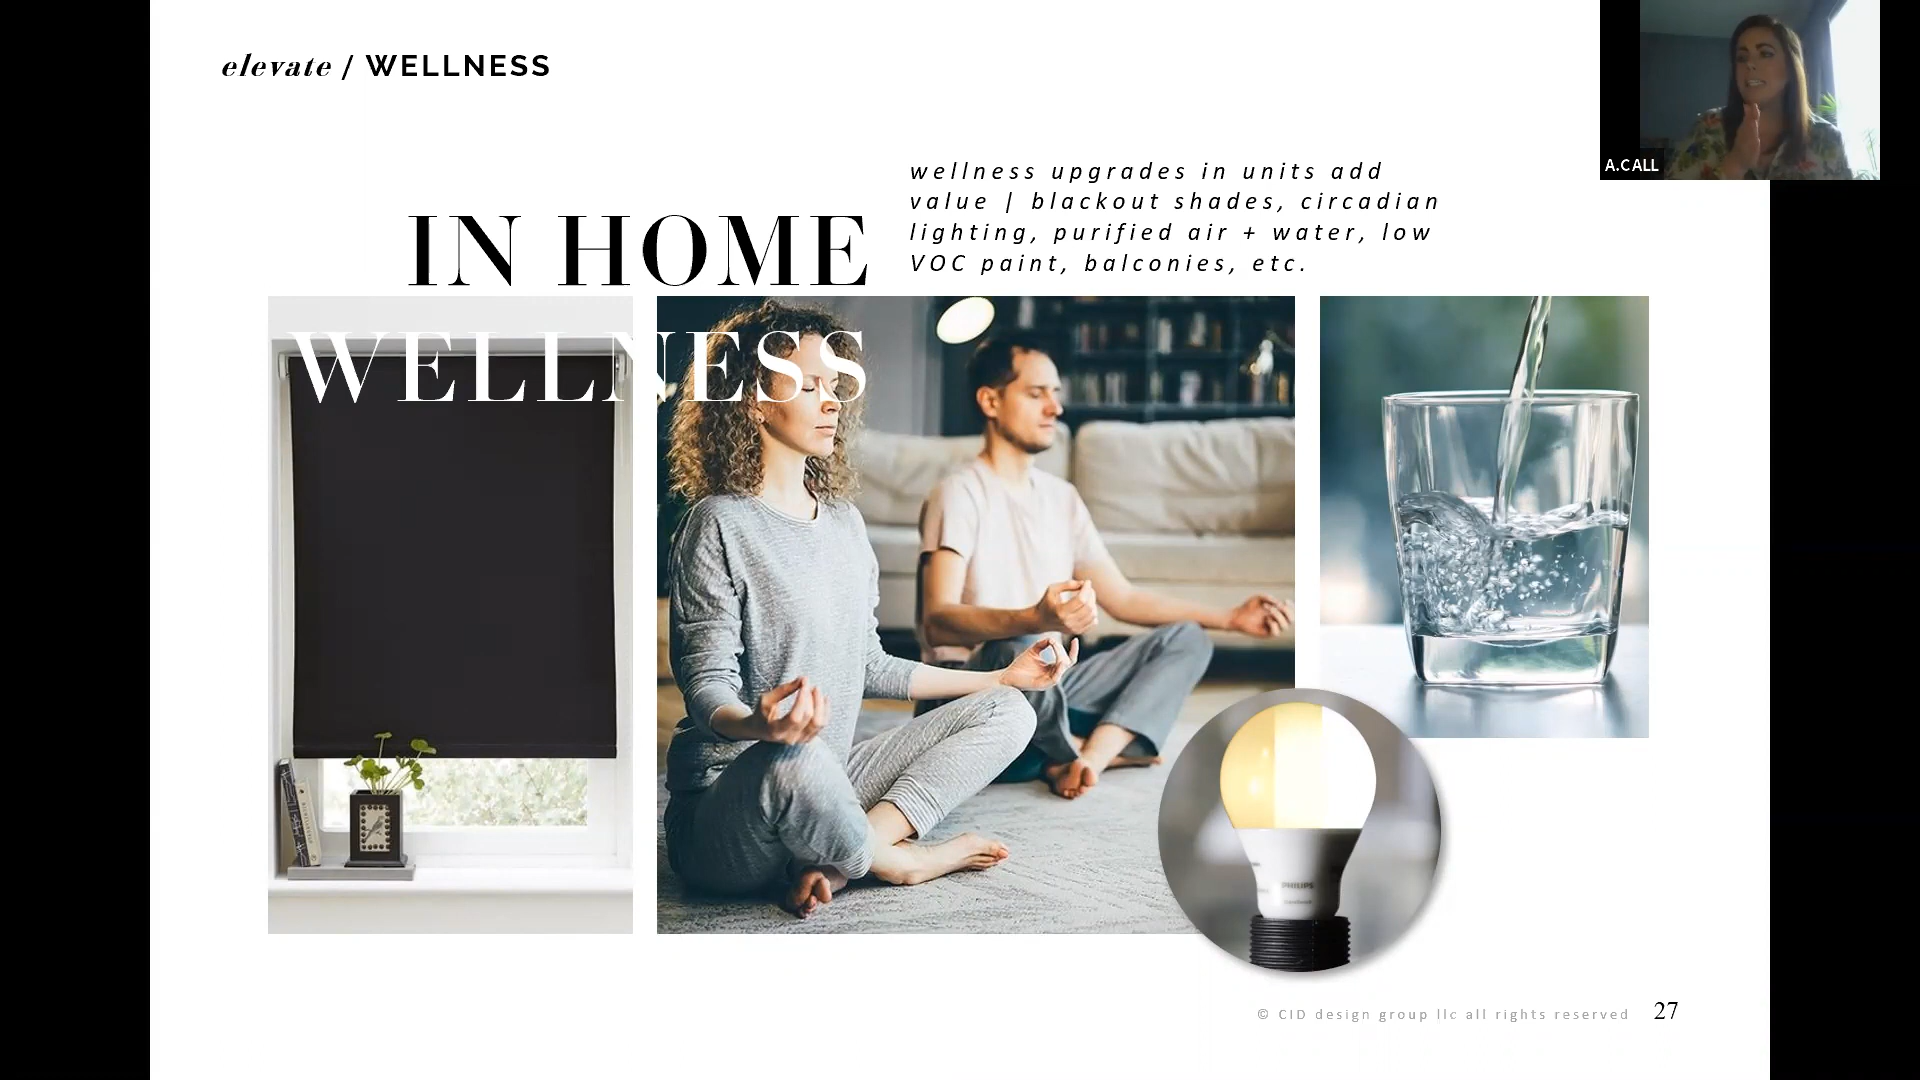 elevate / WELLNESS
A.CALL
wellness upgrades in units add
value | blackout shades, circadian
lighting, purified air + water, low
VOC paint, balconies, etc.
IN HOME
WELLNESS
PHILIPS
© CID design group llc all rights reserved 27